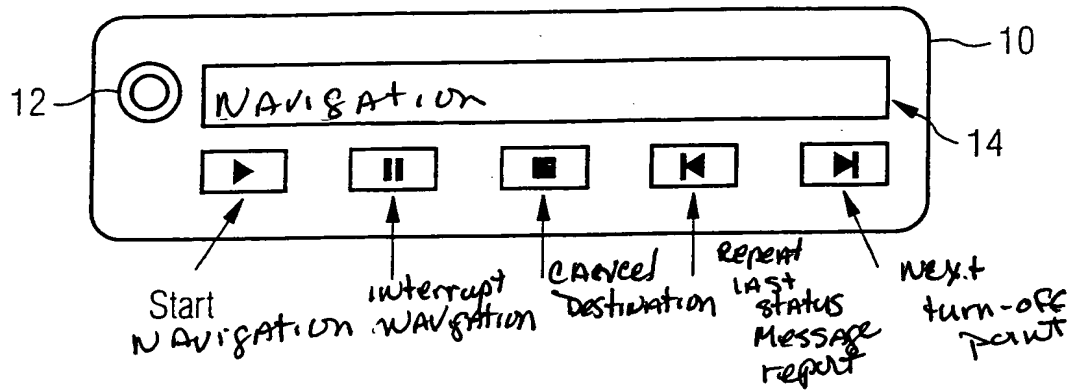 10
12
NAVIGATION
14
Start
NAVIGATION
interrupt
NAVIGATION
CANCEL
DESTINATION
REPEAT
LAST
STATUS
MESSAGE
report
NEXT
turn-off
point